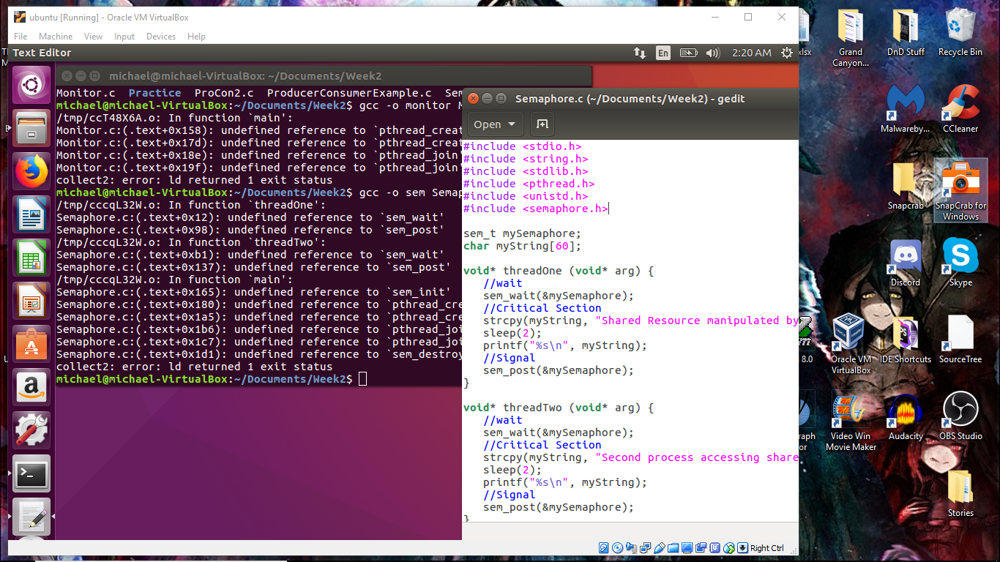 ubuntu [Running] - Oracle VM VirtualBox
File Machine View Input Devices Help
Text Editor
En
2:20 AM
michael@michael-VirtualBox: ~/Documents/Week2
Monitor.c Practice ProCon2.c ProducerConsumerExample.c Sem
michael@michael-VirtualBox:~/Documents/Week2$ gcc -o monitor M
/tmp/ccT48X6A.o: In function `main':
Monitor.c:(.text+0x158): undefined reference to `pthread_creat
Monitor.c:(.text+0x17d): undefined reference to `pthread_creat
Monitor.c:(.text+0x18e): undefined reference to `pthread_join'
Monitor.c:(.text+0x19f): undefined reference to `pthread_join'
collect2: error: ld returned 1 exit status
michael@michael-VirtualBox:~/Documents/Week2$ gcc -o sem Semap
/tmp/cccqL32W.o: In function `threadOne':
Semaphore.c:(.text+0x12): undefined reference to `sem_wait'
Semaphore.c:(.text+0x98): undefined reference to `sem_post'
/tmp/cccqL32W.o: In function `threadTwo':
Semaphore.c:(.text+0xb1): undefined reference to `sem_wait'
Semaphore.c:(.text+0x137): undefined reference to `sem_post'
/tmp/cccqL32W.o: In function `main':
Semaphore.c:(.text+0x165): undefined reference to `sem_init'
Semaphore.c:(.text+0x180): undefined reference to `pthread_cre
Semaphore.c:(.text+0x1a5): undefined reference to `pthread_cre
Semaphore.c:(.text+0x1b6): undefined reference to `pthread_joi
Semaphore.c:(.text+0x1c7): undefined reference to `pthread_joi
Semaphore.c:(.text+0x1d1): undefined reference to `sem_destroy
collect2: error: ld returned 1 exit status
michael@michael-VirtualBox:~/Documents/Week2$
Semaphore.c (~/Documents/Week2) - gedit
Open
#include <stdio.h>
#include <string.h>
#include <stdlib.h>
#include <pthread.h>
#include <unistd.h>
#include <semaphore.h>
sem_t mySemaphore;
char myString[60];
void* threadOne (void* arg) {
//wait
sem_wait(&mySemaphore);
//Critical Section
strcpy(myString, "Shared Resource manipulated by
sleep(2);
printf("%s\n", myString);
//Signal
sem_post(&mySemaphore);
}
void* threadTwo (void* arg) {
//wait
sem_wait(&mySemaphore);
//Critical Section
strcpy(myString, "Second process accessing share
sleep(2);
printf("%s\n", myString);
//Signal
sem_post(&mySemaphore);
}
Right Ctrl
xlsx
Grand
Canyon...
DnD Stuff
Recycle Bin
Malwareby...
CCleaner
Snapcrab
SnapCrab for
Windows
Discord
Skype
8.0
Oracle VM
VirtualBox
IDE Shortcuts
SourceTree
Video Win
Movie Maker
Audacity
OBS Studio
Stories